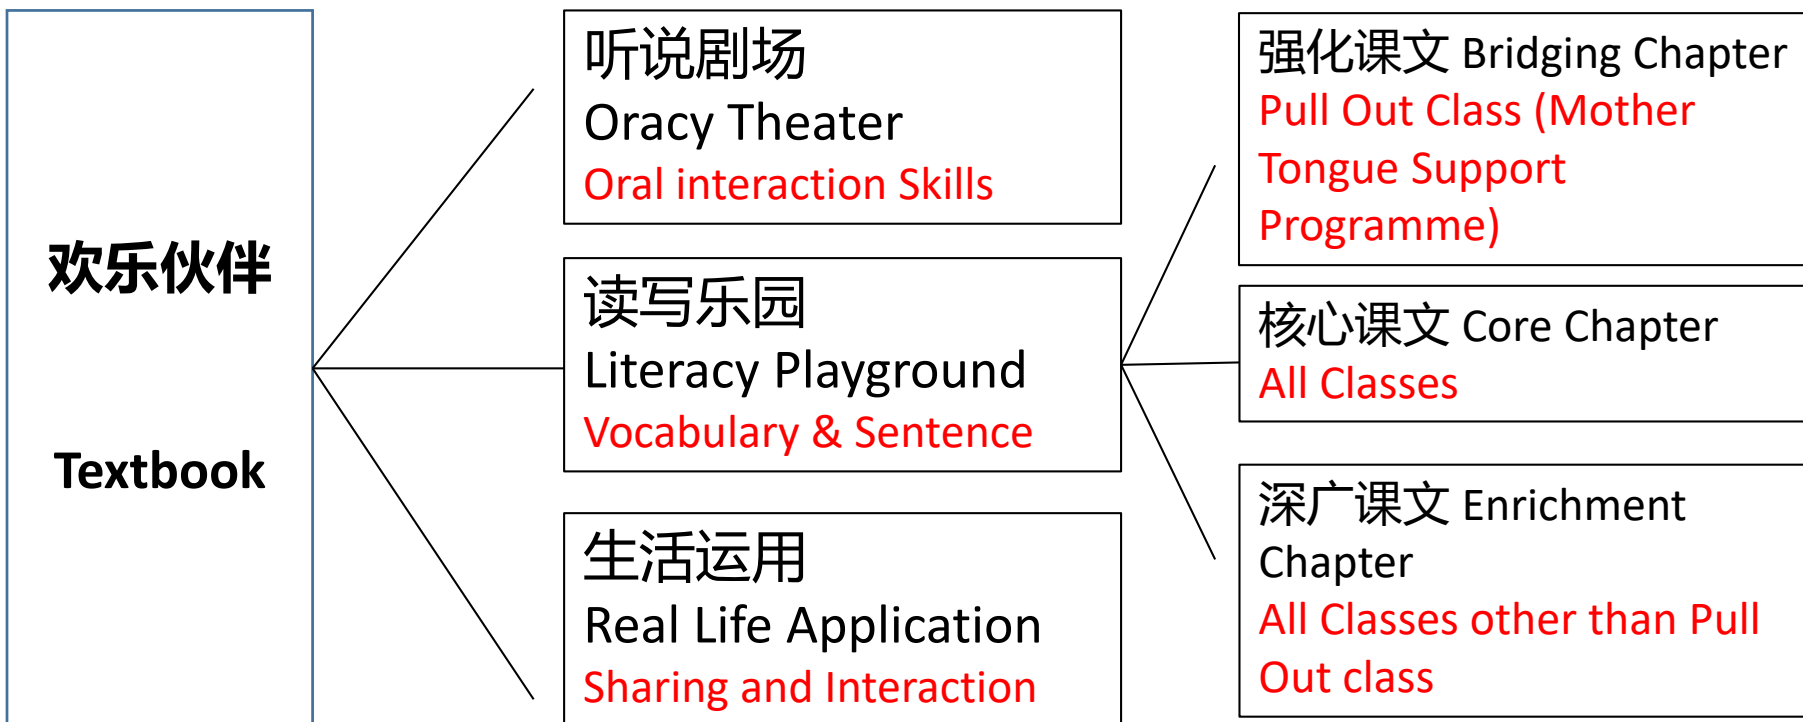 欢乐伙伴
Textbook
听说剧场
Oracy Theater
Oral interaction Skills
读写乐园
Literacy Playground
Vocabulary & Sentence
生活运用
Real Life Application
Sharing and Interaction
强化课文 Bridging Chapter
Pull Out Class (Mother
Tongue Support
Programme)
核心课文 Core Chapter
All Classes
深广课文 Enrichment
Chapter
All Classes other than Pull
Out class